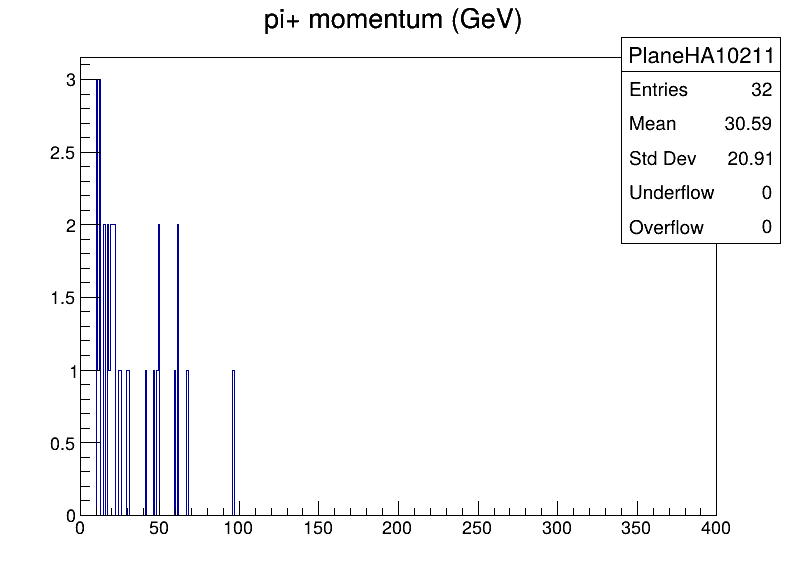 pi+ momentum (GeV)
PlaneHA10211
Entries 32
Mean 30.59
Std Dev 20.91
Underflow 0
Overflow 0
3
2.5
2
1.5
1
0.5
0
0 50 100 150 200 250 300 350 400